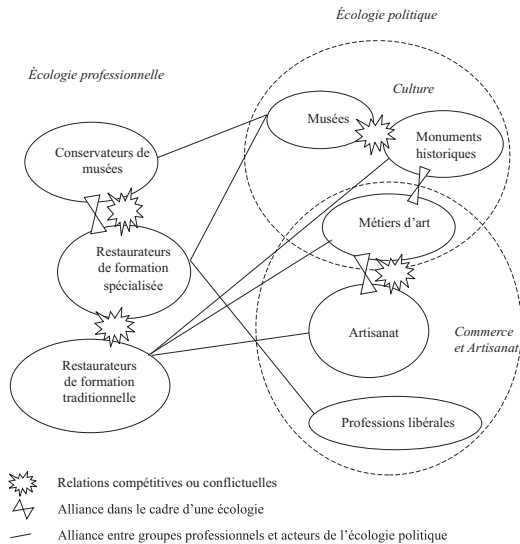 Écologie politique
Écologie professionnelle
Culture
Musées
Monuments
historiques
Conservateurs de
musées
Métiers d'art
Restaurateurs
de formation
spécialisée
Artisanat
Commerce
et Artisanat
Restaurateurs
de formation
traditionnelle
Professions libérales
Relations compétitives ou conflictuelles
Alliance dans le cadre d'une écologie
Alliance entre groupes professionnels et acteurs de l'écologie politique